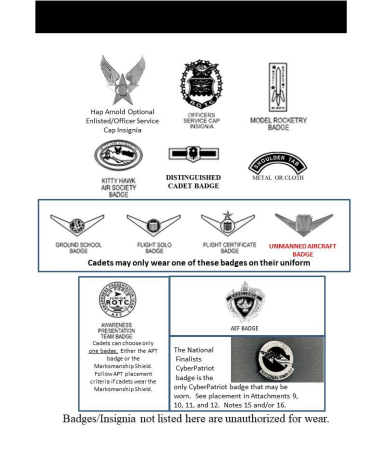 Hap Arnold Optional
Enlisted/Officer Service
Cap Insignia
OFFICERS
SERVICE CAP
INSIGNIA
MODEL ROCKETRY
BADGE
KITTY HAWK
AIR SOCIETY
BADGE
DISTINGUISHED
CADET BADGE
SHOULDER TAB
METAL OR CLOTH
GROUND SCHOOL
BADGE
FLIGHT SOLO
BADGE
FLIGHT CERTIFICATE
BADGE
UNMANNED AIRCRAFT
BADGE
Cadets may only wear one of these badges on their uniform
ROTC
AWARENESS
PRESENTATION
TEAM BADGE
Cadets can choose only
one badge. Either the APT
badge or the
Marksmanship Shield.
Follow APT placement
criteria if cadets wear the
Marksmanship Shield.
AEF BADGE
The National
Finalists
CyberPatriot
badge is the
only CyberPatriot badge that may be
worn. See placement in Attachments 9,
10, 11, and 12. Notes 15 and/or 16.
Badges/Insignia not listed here are unauthorized for wear.